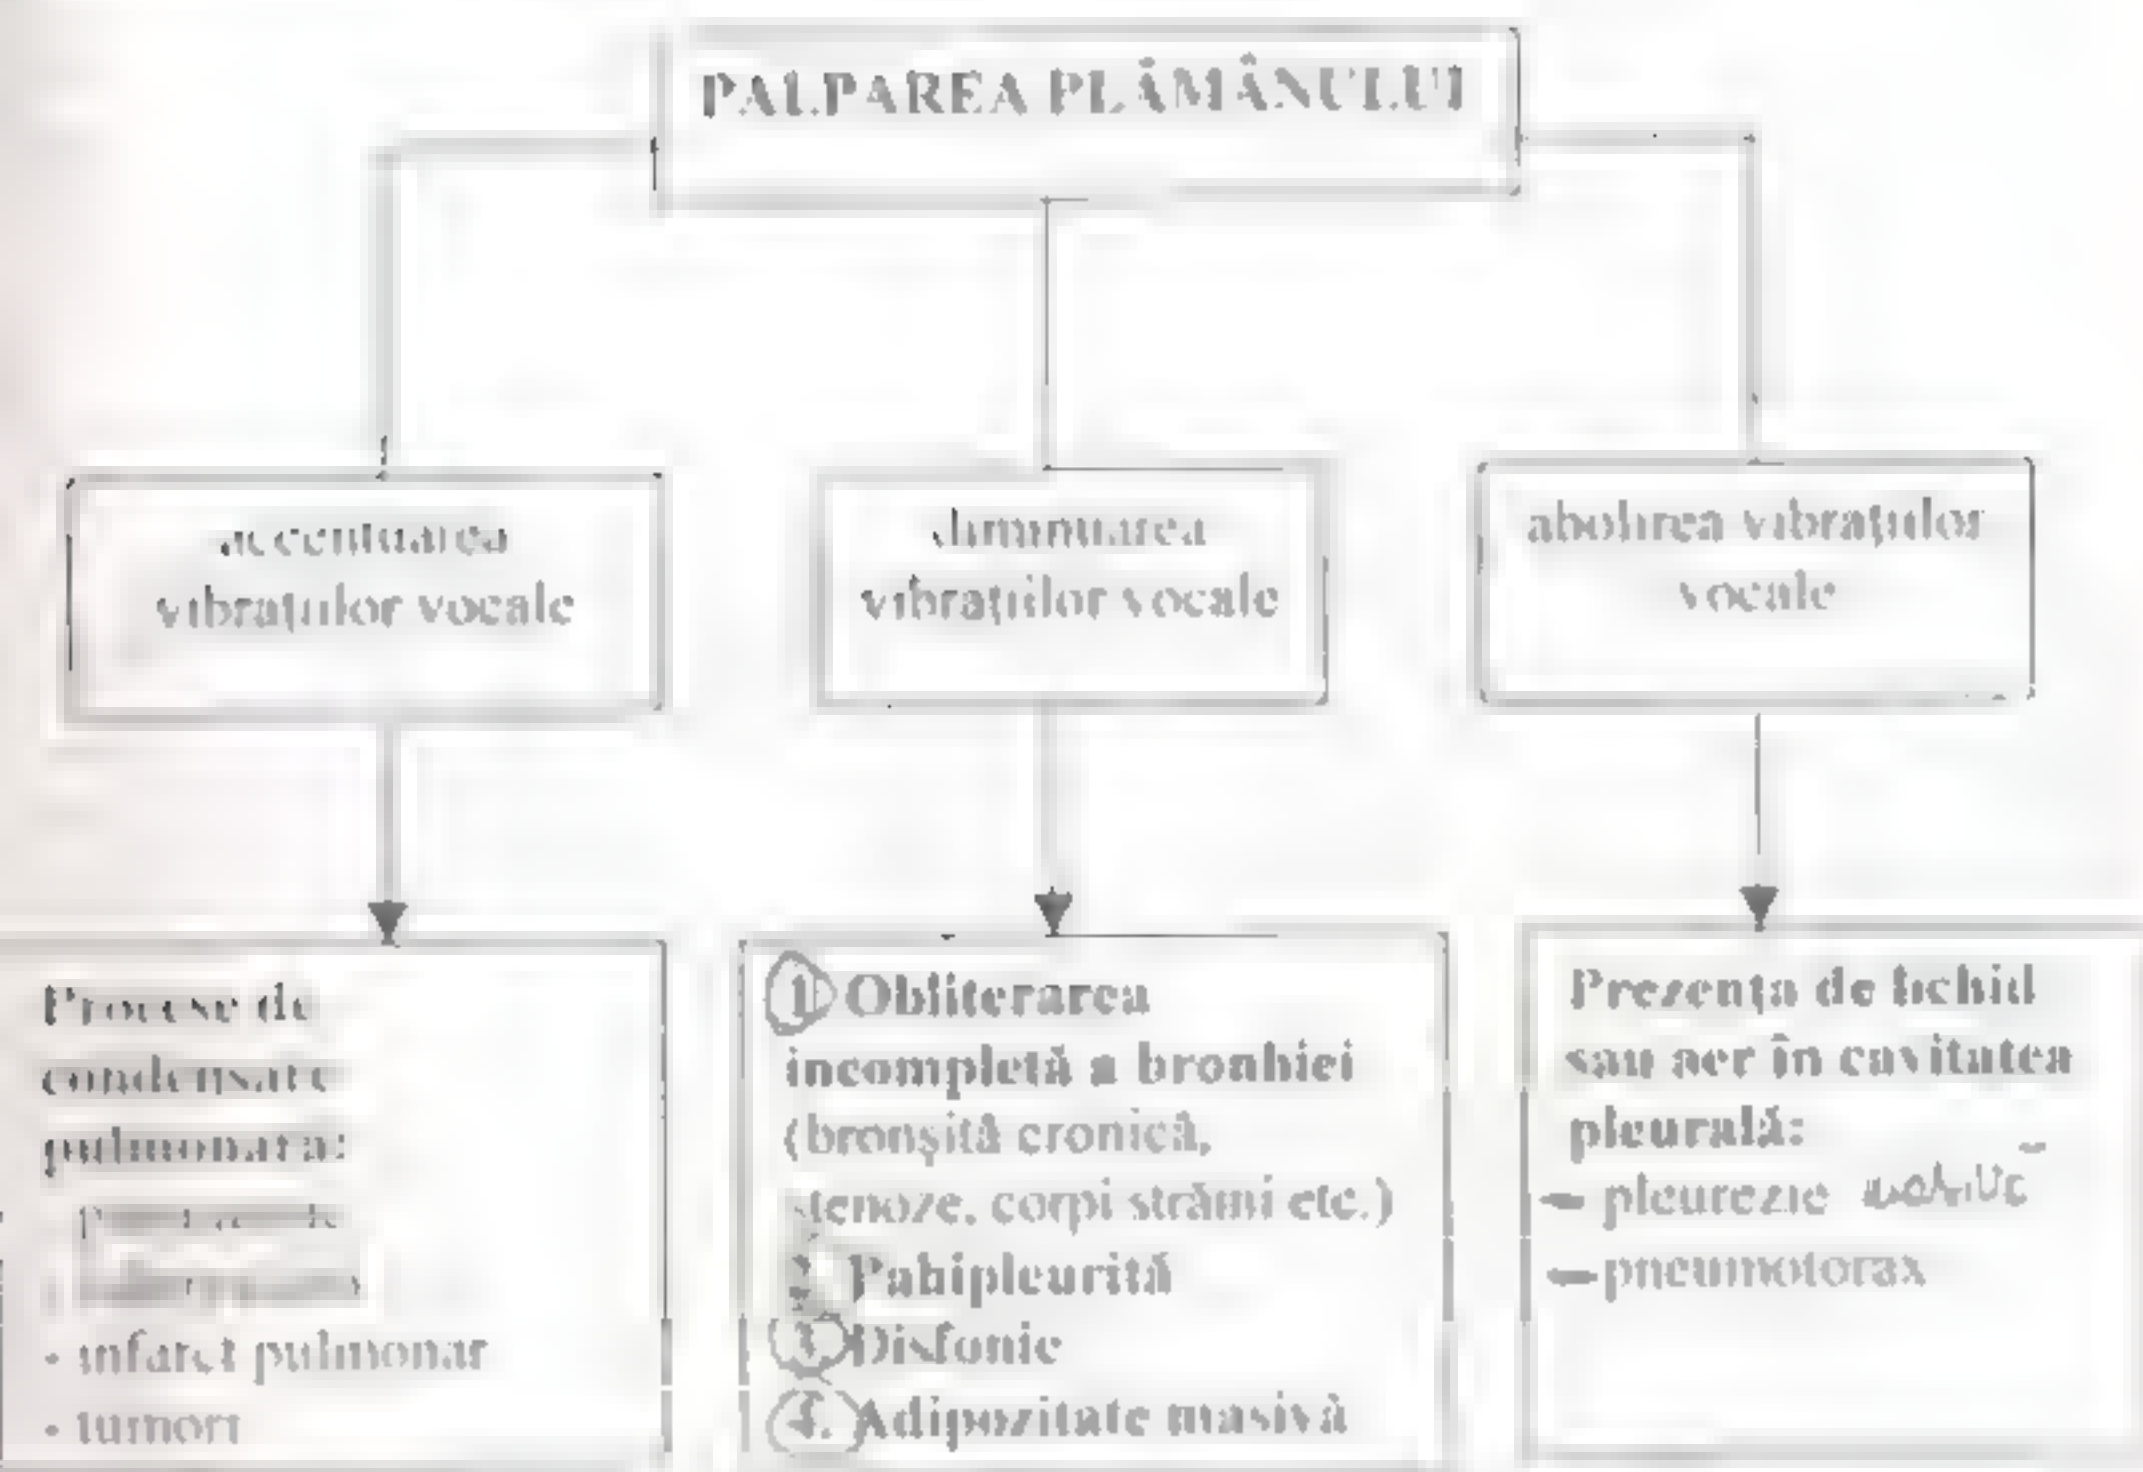 PALPAREA PLĂMÂNULUI
accentuarea
vibrațiilor vocale
diminuarea
vibrațiilor vocale
abolirea vibrațiilor
vocale
Procese de
condensare
pulmonară:
• infarct pulmonar
• tumori
1. Obliterarea
incompletă a bronhiei
(bronșită cronică,
stenoze, corpi străini etc.)
2. Pahipleurită
3. Disfonie
4. Adipozitate masivă
Prezența de lichid
sau aer în cavitatea
pleurală:
- pleurezie
- pneumotorax